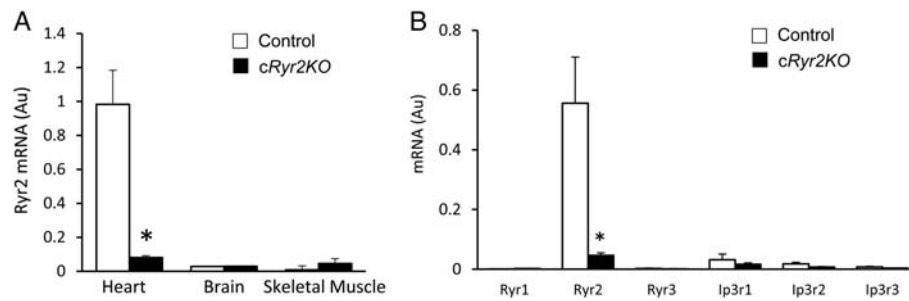 A
Ryr2 mRNA (Au)
1.4
1.2
1
0.8
0.6
0.4
0.2
0
Control
cRyr2KO
*
Heart Brain Skeletal Muscle
B
mRNA (Au)
0.8
0.6
0.4
0.2
0
Control
cRyr2KO
*
Ryr1 Ryr2 Ryr3 Ip3r1 Ip3r2 Ip3r3